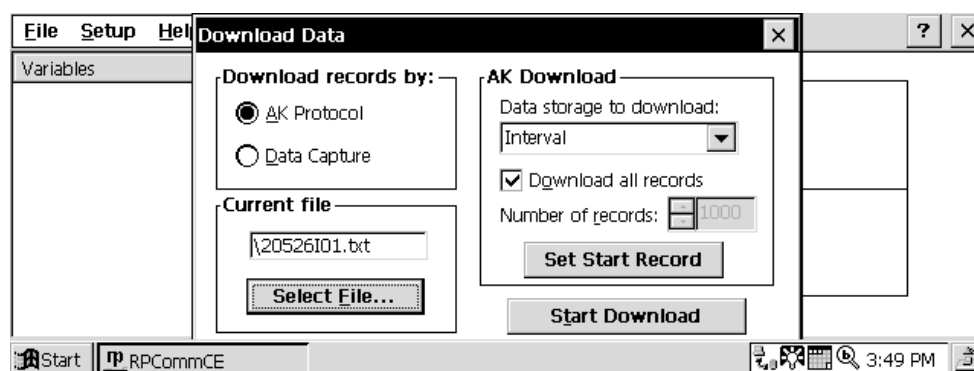 File Setup Hel
Download Data
?
Variables
Download records by:
AK Protocol
Data Capture
Current file
\20526I01.txt
Select File...
AK Download
Data storage to download:
Interval
Download all records
Number of records: 1000
Set Start Record
Start Download
Start RPCommCE 3:49 PM